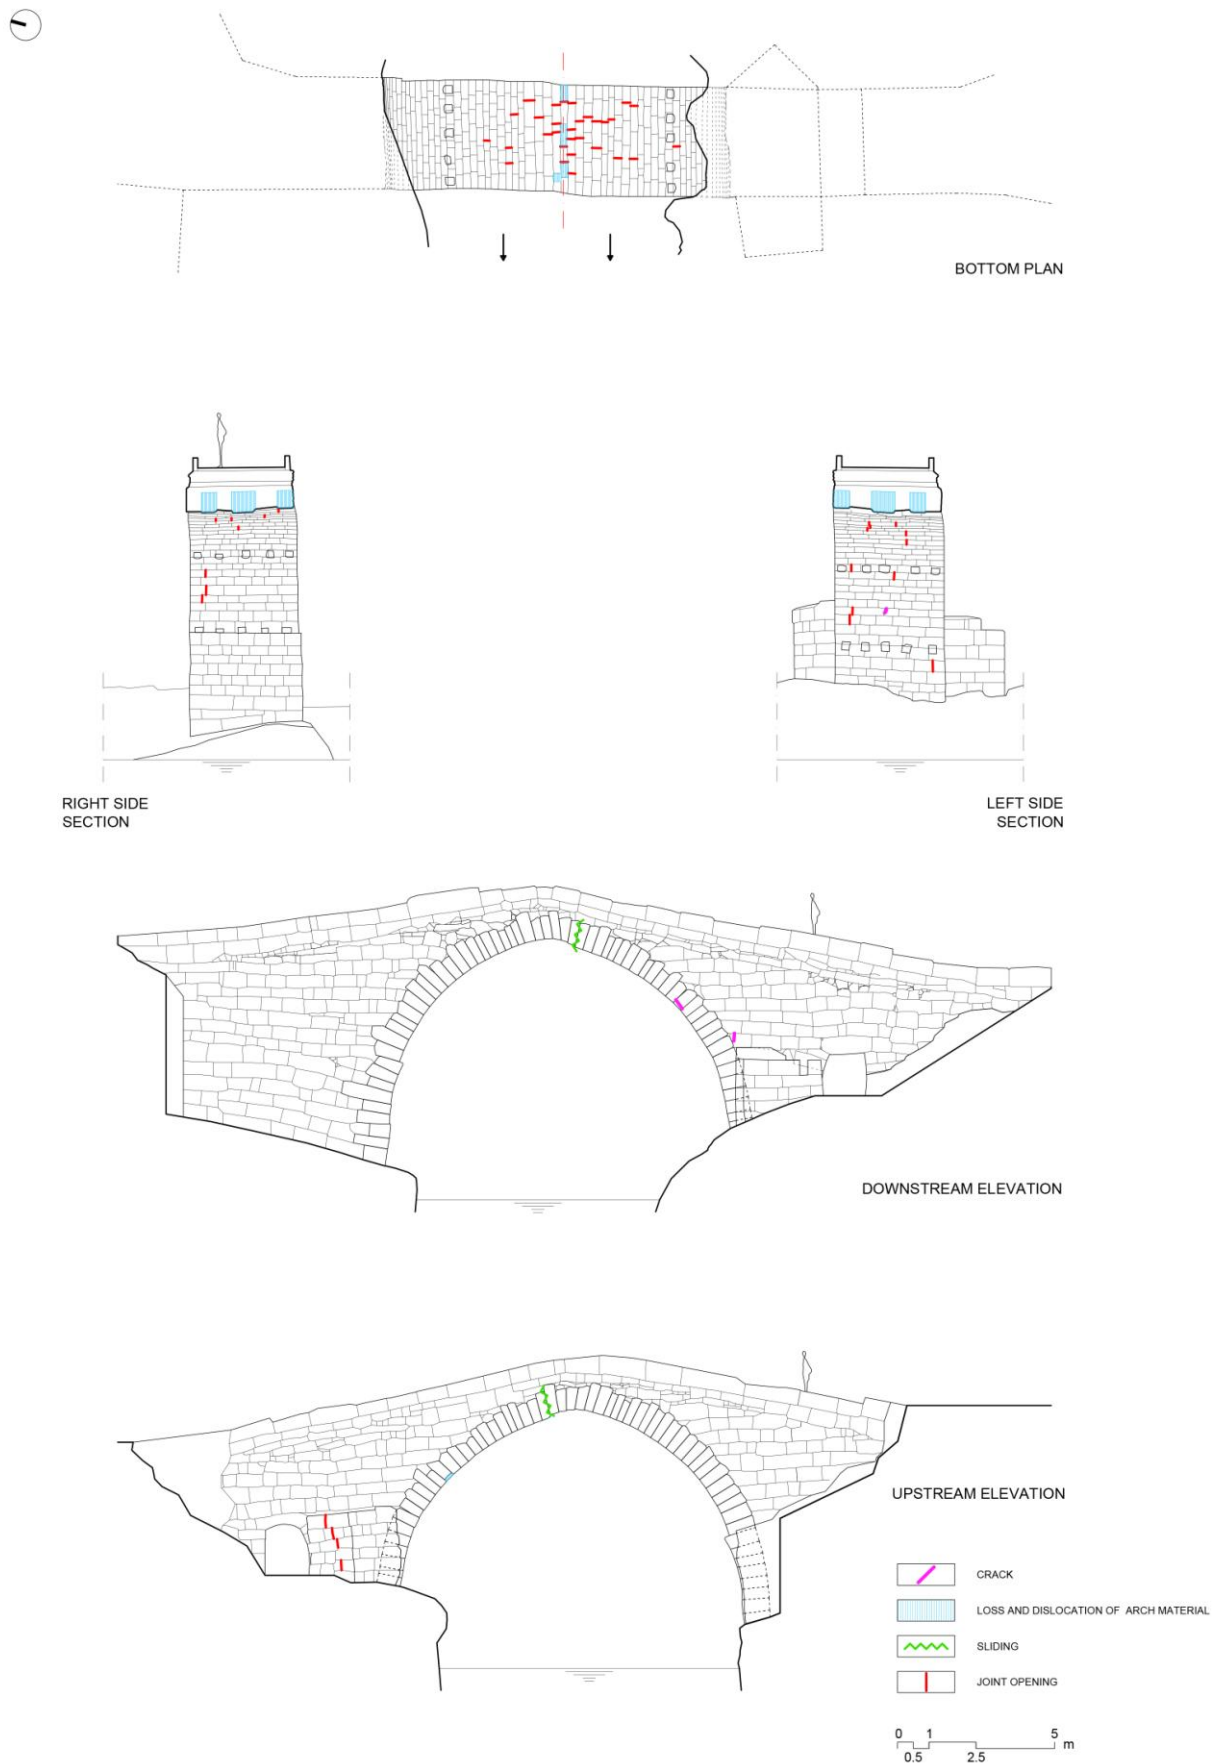 BOTTOM PLAN
RIGHT SIDE
SECTION
LEFT SIDE
SECTION
DOWNSTREAM ELEVATION
UPSTREAM ELEVATION
CRACK
LOSS AND DISLOCATION OF ARCH MATERIAL
SLIDING
JOINT OPENING
0 1 5 m
0.5 2.5